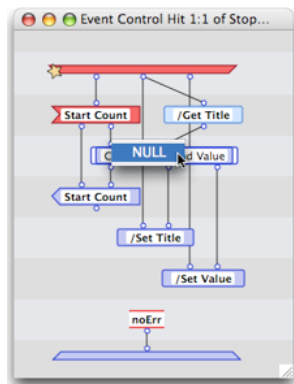 Event Control Hit 1:1 of Stop...
Start Count
/Get Title
NULL
Value
Start Count
/Set Title
/Set Value
noErr